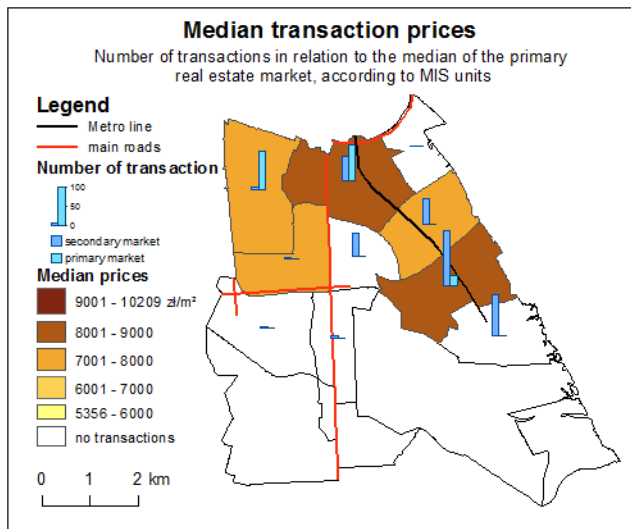 Median transaction prices
Number of transactions in relation to the median of the primary
real estate market, according to MIS units
Legend
Metro line
main roads
Number of transaction
100
50
0
secondary market
primary market
Median prices
9001 - 10209 zł/m²
8001 - 9000
7001 - 8000
6001 - 7000
5356 - 6000
no transactions
0 1 2 km